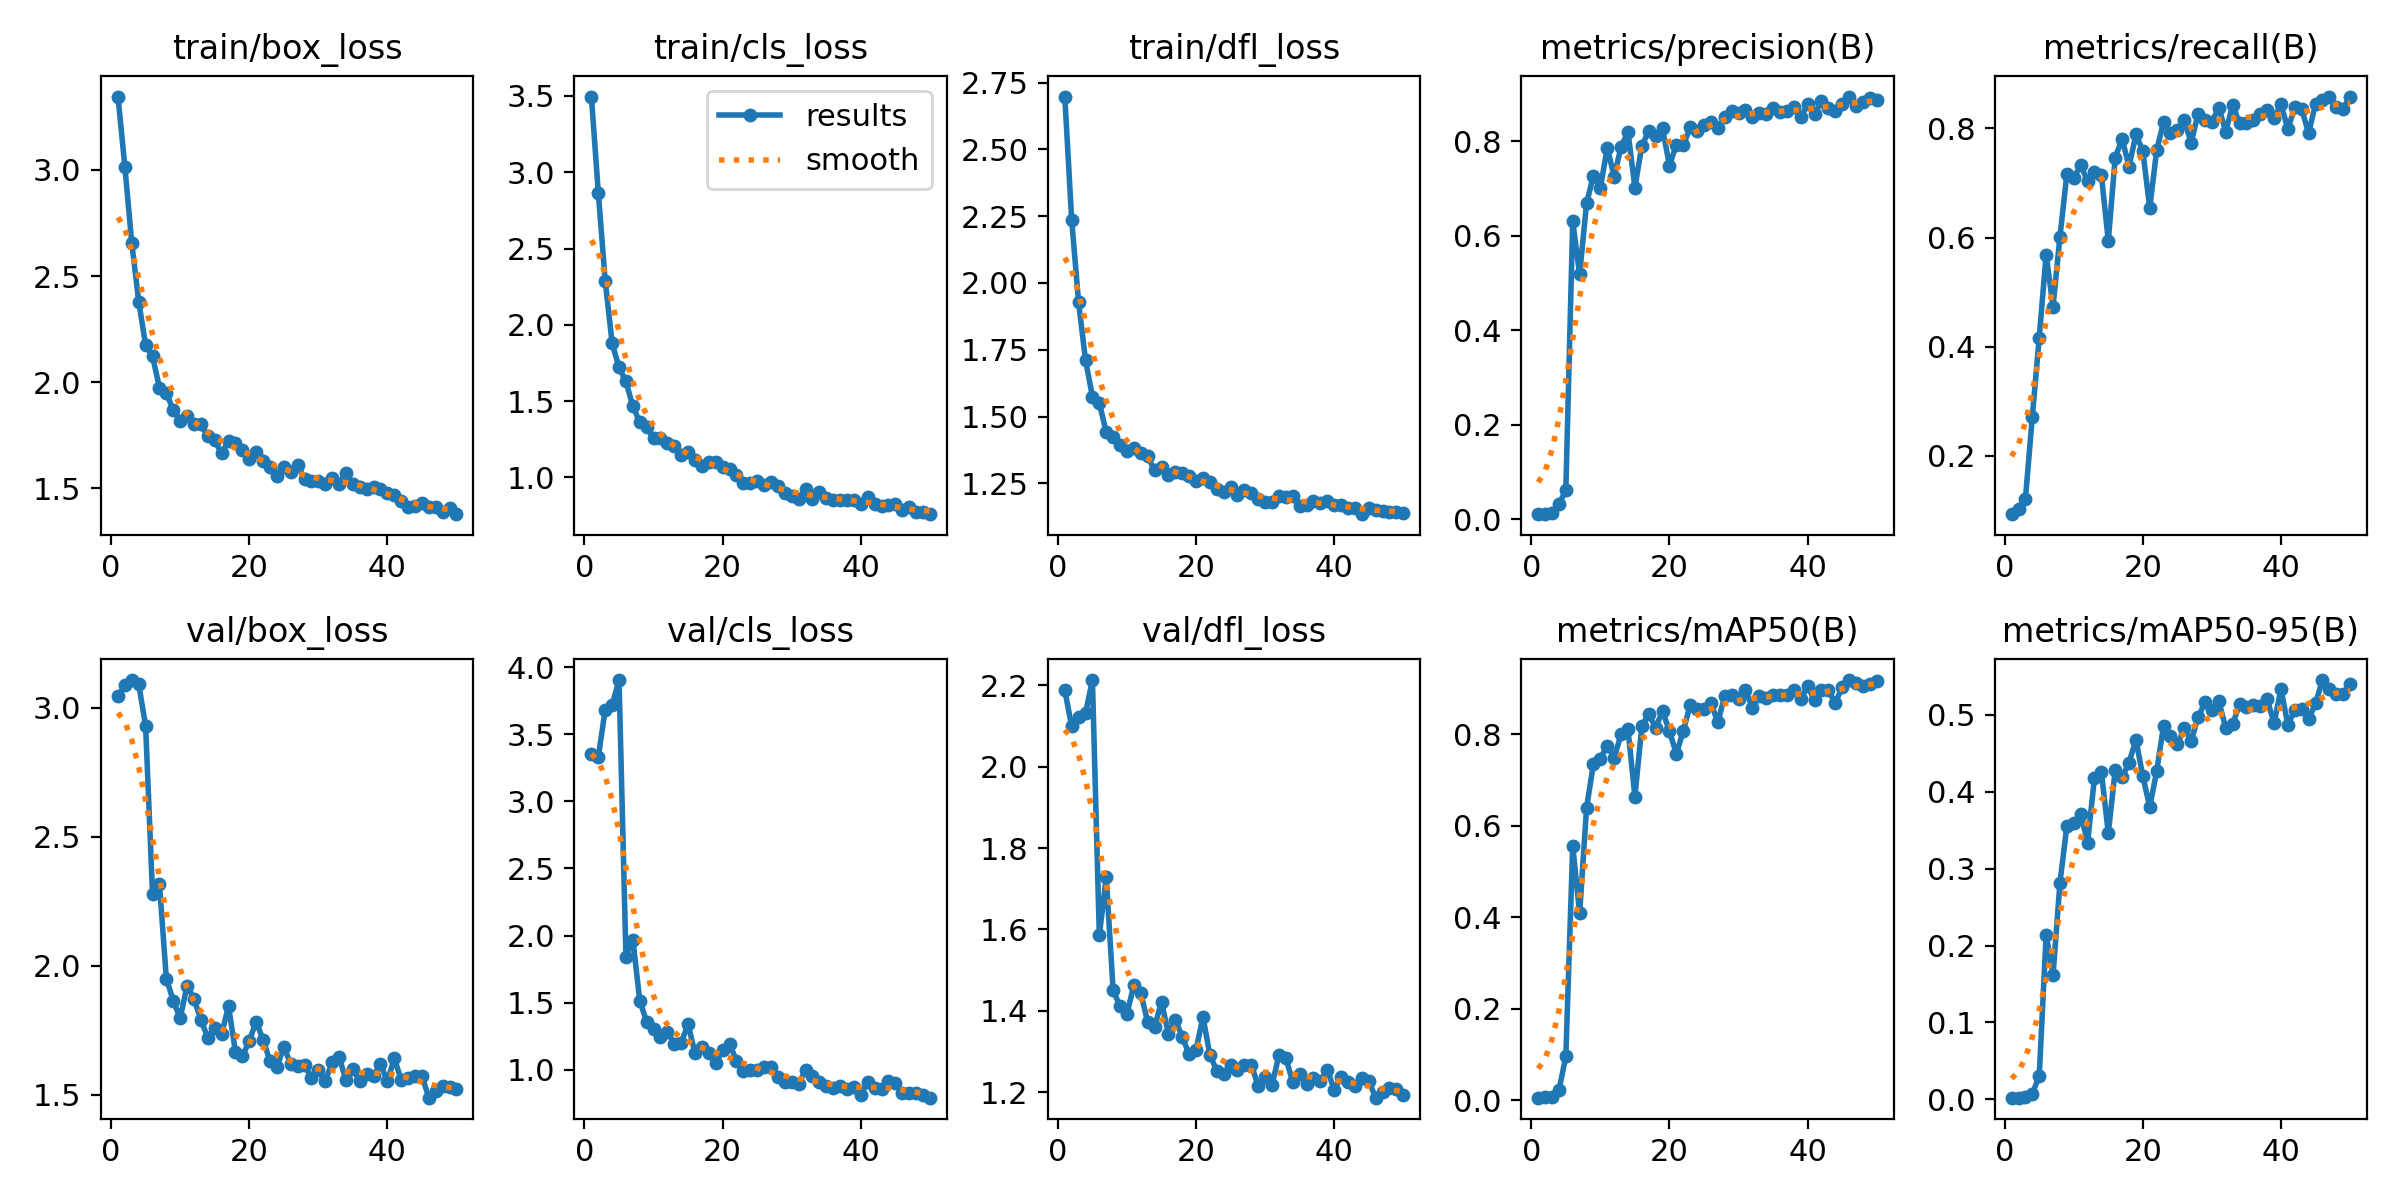 train/box_loss
train/cls_loss
train/dfl_loss
metrics/precision(B)
metrics/recall(B)
3.0
2.5
2.0
1.5
0 20 40
results
smooth
3.5
3.0
2.5
2.0
1.5
1.0
0 20 40
2.75
2.50
2.25
2.00
1.75
1.50
1.25
0 20 40
0.8
0.6
0.4
0.2
0.0
0 20 40
0.8
0.6
0.4
0.2
0 20 40
val/box_loss
val/cls_loss
val/dfl_loss
metrics/mAP50(B)
metrics/mAP50-95(B)
3.0
2.5
2.0
1.5
0 20 40
4.0
3.5
3.0
2.5
2.0
1.5
1.0
0 20 40
2.2
2.0
1.8
1.6
1.4
1.2
0 20 40
0.8
0.6
0.4
0.2
0.0
0 20 40
0.5
0.4
0.3
0.2
0.1
0.0
0 20 40